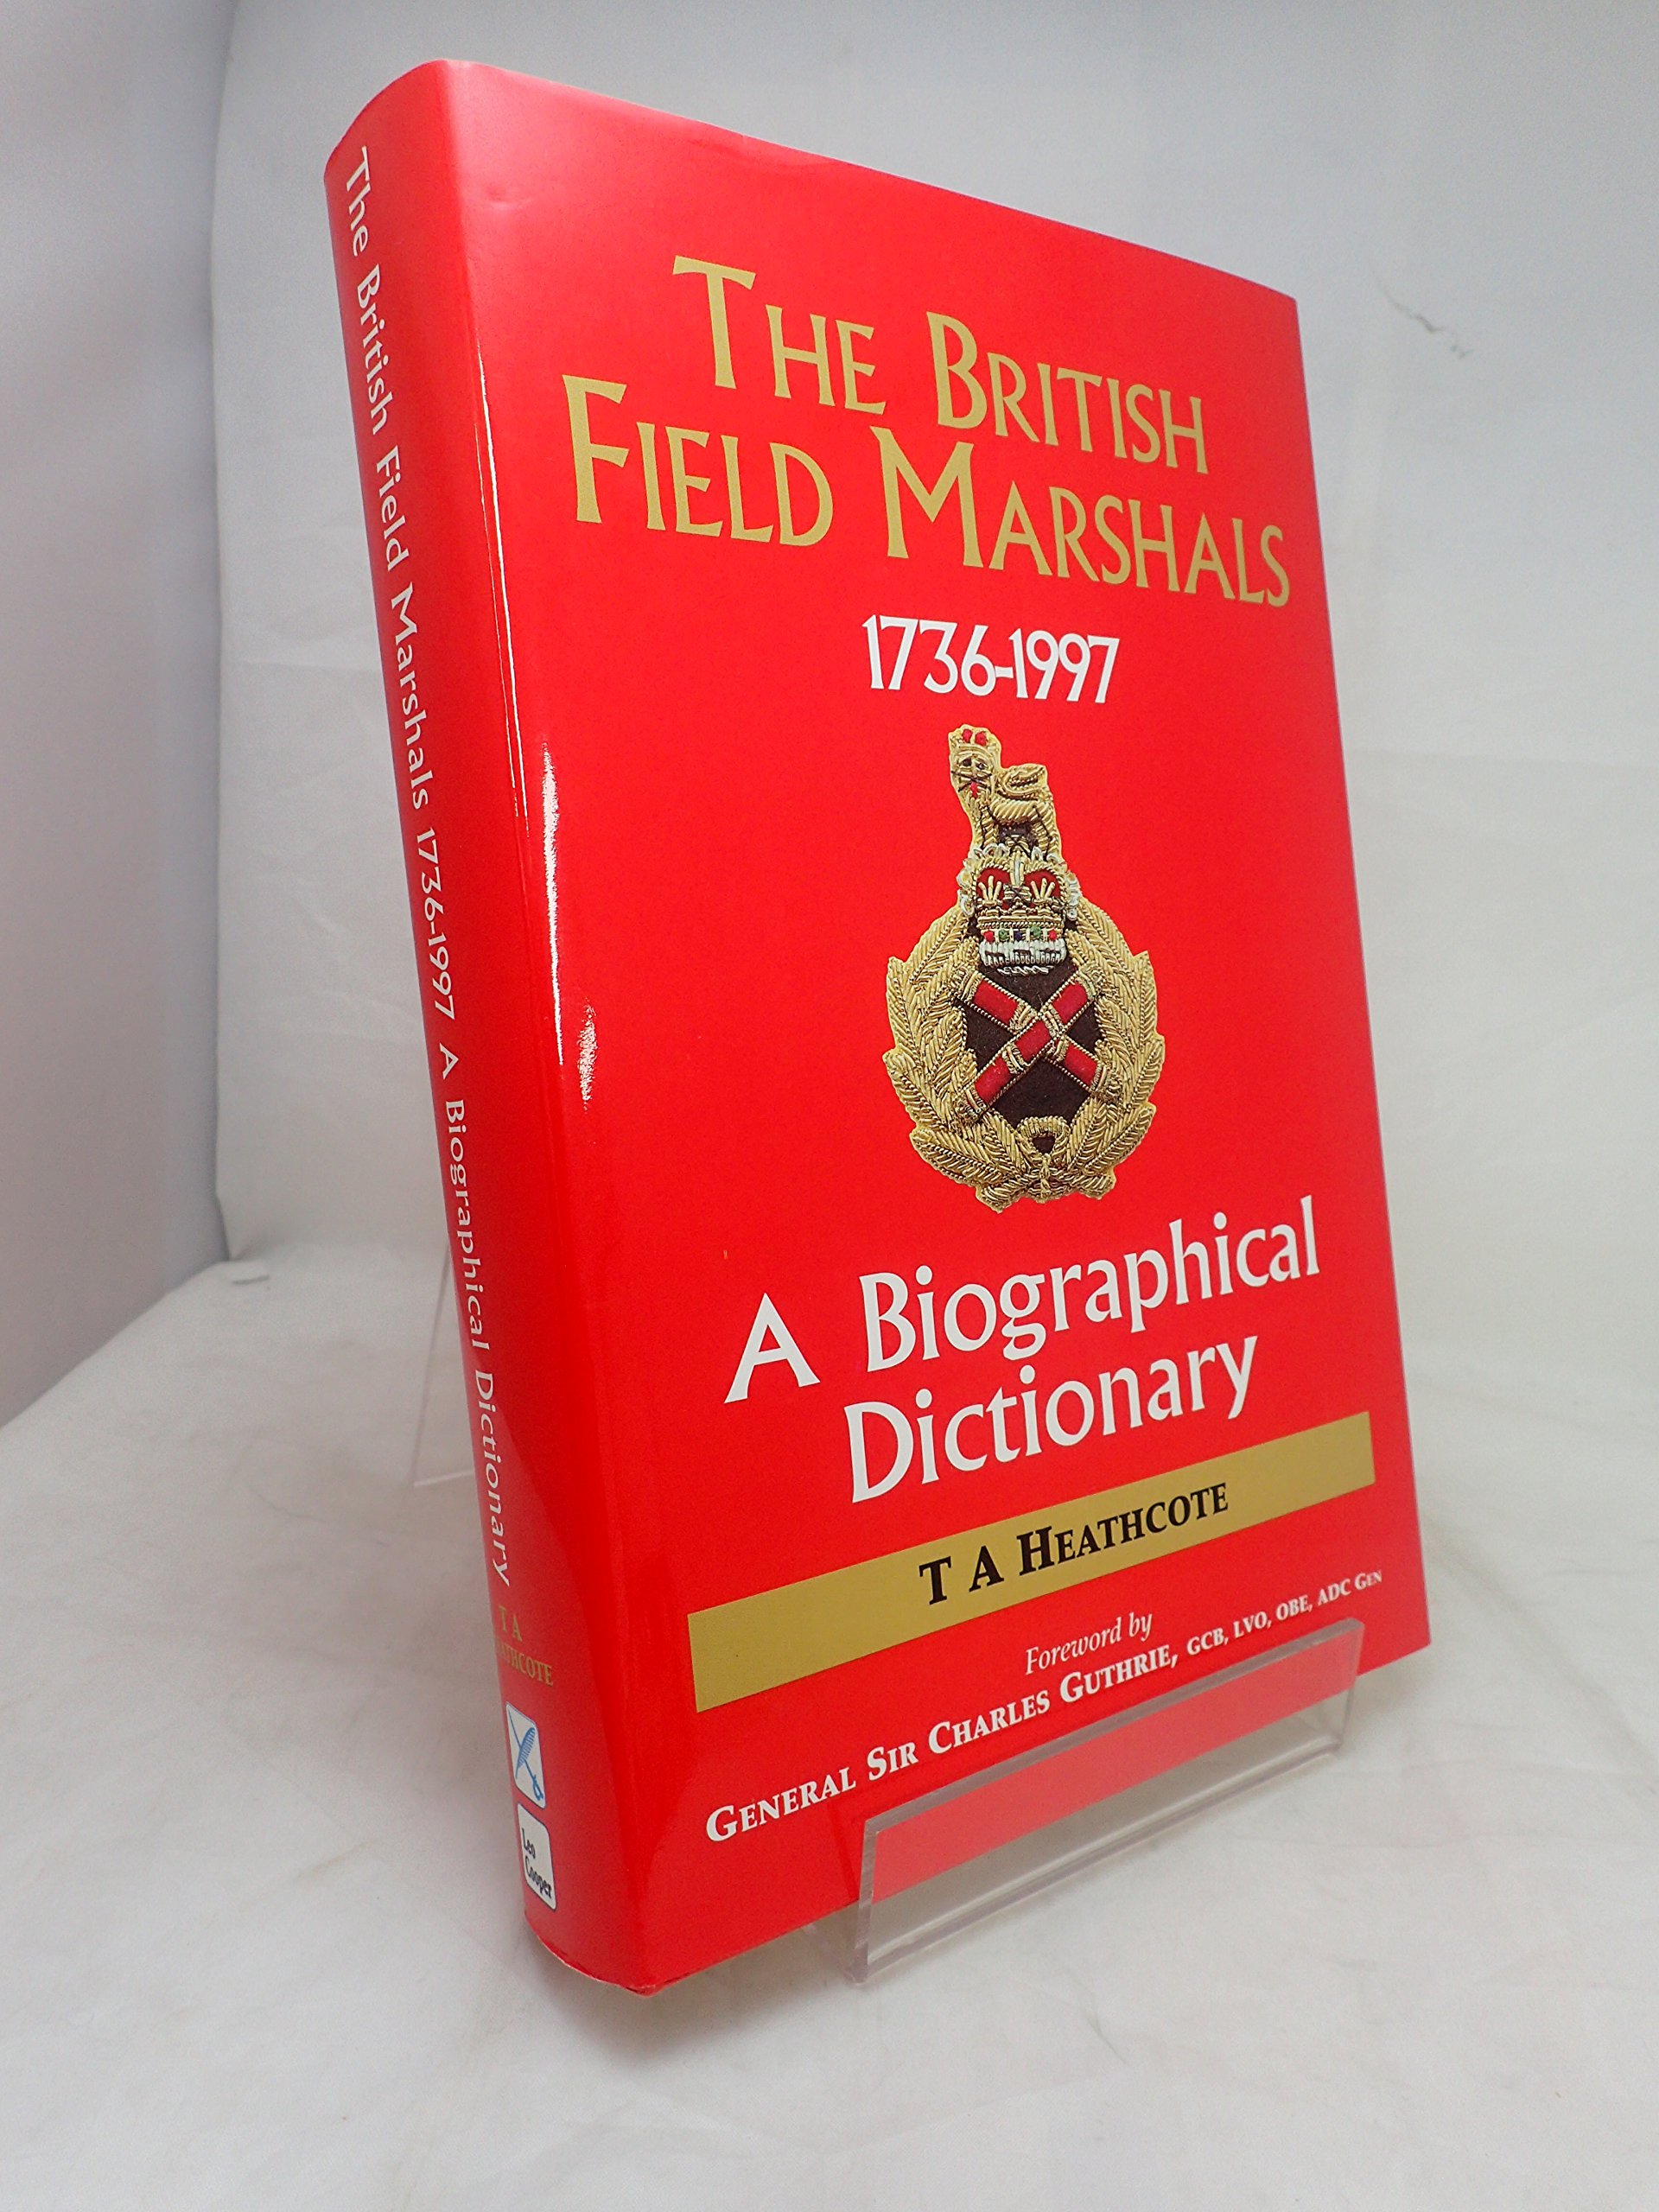 The British Field Marshals 1736-1997 A Biographical Dictionary
T A
HEATHCOTE
Leo
Cooper
THE BRITISH
FIELD MARSHALS
1736-1997
A Biographical
Dictionary
T A HEATHCOTE
Foreword by
GENERAL SIR CHARLES GUTHRIE, GCB, LVO, OBE, ADC GEN